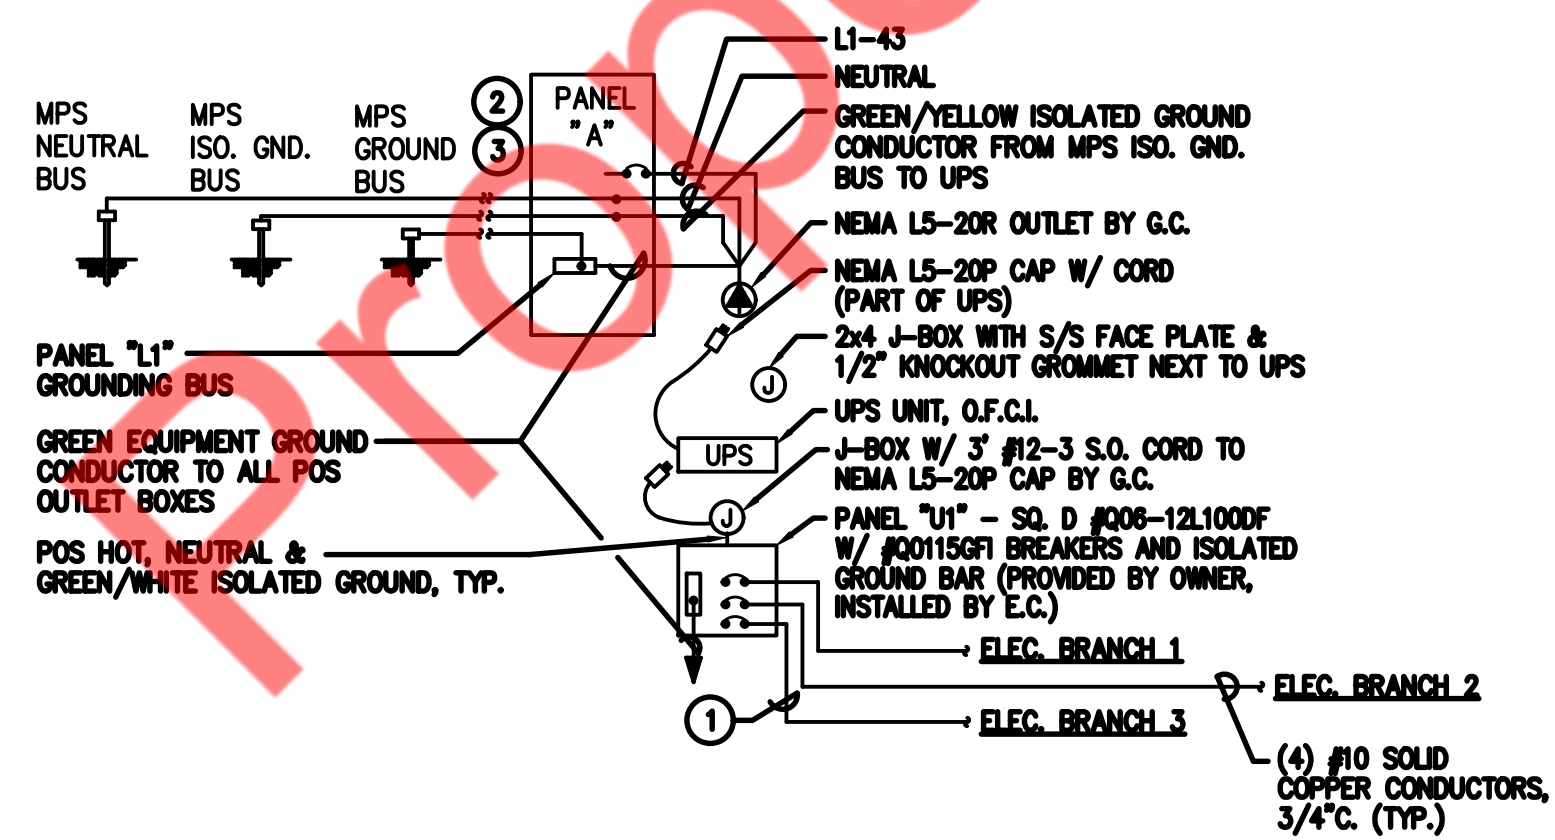 L1-43
NEUTRAL
GREEN/YELLOW ISOLATED GROUND
CONDUCTOR FROM MPS ISO. GND.
BUS TO UPS
MPS
NEUTRAL
BUS
MPS
ISO. GND.
BUS
MPS
GROUND
BUS
2
3
PANEL
"A"
NEMA L5-20R OUTLET BY G.C.
NEMA L5-20P CAP W/ CORD
(PART OF UPS)
2x4 J-BOX WITH S/S FACE PLATE &
1/2" KNOCKOUT GROMMET NEXT TO UPS
J
PANEL "L1"
GROUNDING BUS
UPS UNIT, O.F.C.I.
UPS
GREEN EQUIPMENT GROUND
CONDUCTOR TO ALL POS
OUTLET BOXES
J-BOX W/ 3' #12-3 S.O. CORD TO
NEMA L5-20P CAP BY G.C.
J
PANEL "U1" - SQ. D #Q06-12L100DF
W/ #Q0115GFI BREAKERS AND ISOLATED
GROUND BAR (PROVIDED BY OWNER,
INSTALLED BY E.C.)
POS HOT, NEUTRAL &
GREEN/WHITE ISOLATED GROUND, TYP.
ELEC. BRANCH 1
ELEC. BRANCH 2
1
ELEC. BRANCH 3
(4) #10 SOLID
COPPER CONDUCTORS,
3/4"C. (TYP.)
Prop